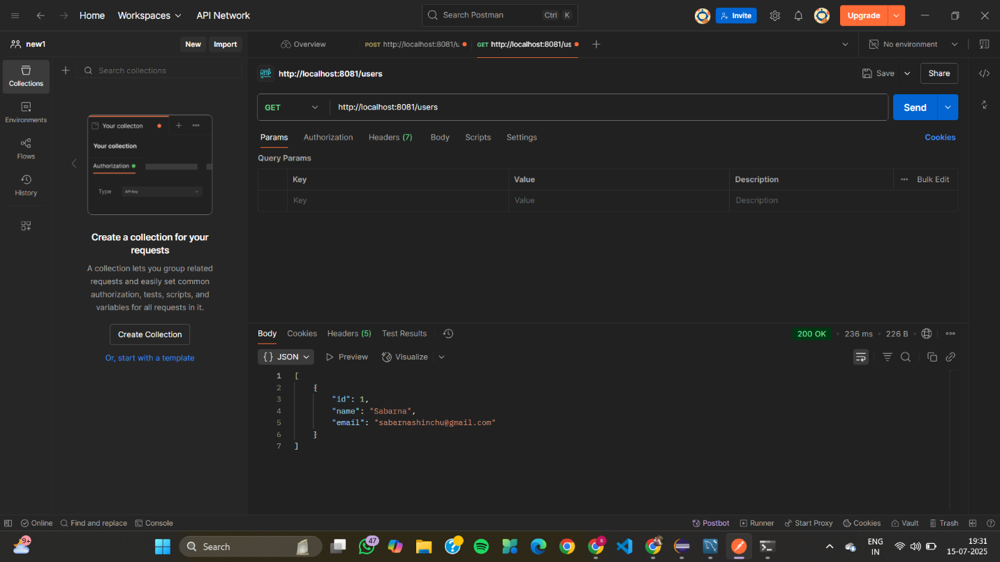 Home Workspaces API Network Search Postman Ctrl K Invite Upgrade
new1 New Import Overview POST http://localhost:8081/u GET http://localhost:8081/us No environment
Collections Search collections
Environments
Flows
History
Your collecton
Your collection
Authorization
Type API Key
Create a collection for your
requests
A collection lets you group related
requests and easily set common
authorization, tests, scripts, and
variables for all requests in it.
Create Collection
Or, start with a template
HTTP http://localhost:8081/users Save Share
GET http://localhost:8081/users Send
Params Authorization Headers (7) Body Scripts Settings Cookies
Query Params
Key Value Description Bulk Edit
Key Value Description
Body Cookies Headers (5) Test Results 200 OK 236 ms 226 B
{ } JSON Preview Visualize
1 [
2 {
3 "id": 1,
4 "name": "Sabarna",
5 "email": "sabarnashinchu@gmail.com"
6 }
7 ]
Online Find and replace Console Postbot Runner Start Proxy Cookies Vault Trash
9+ Search 47 8 ENG
IN 19:31
15-07-2025